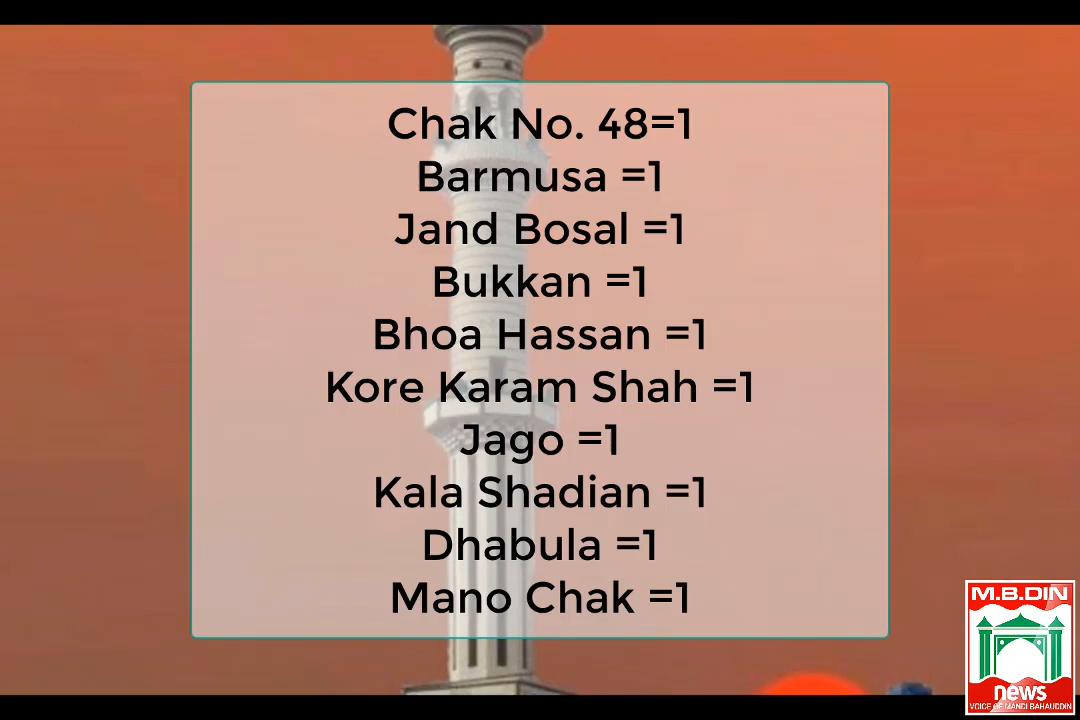 Chak No. 48=1
Barmusa =1
Jand Bosal =1
Bukkan =1
Bhoa Hassan =1
Kore Karam Shah =1
Jago =1
Kala Shadian =1
Dhabula =1
Mano Chak =1
M.B.DIN
news
VOICE OF MANDI BAHAUDDIN